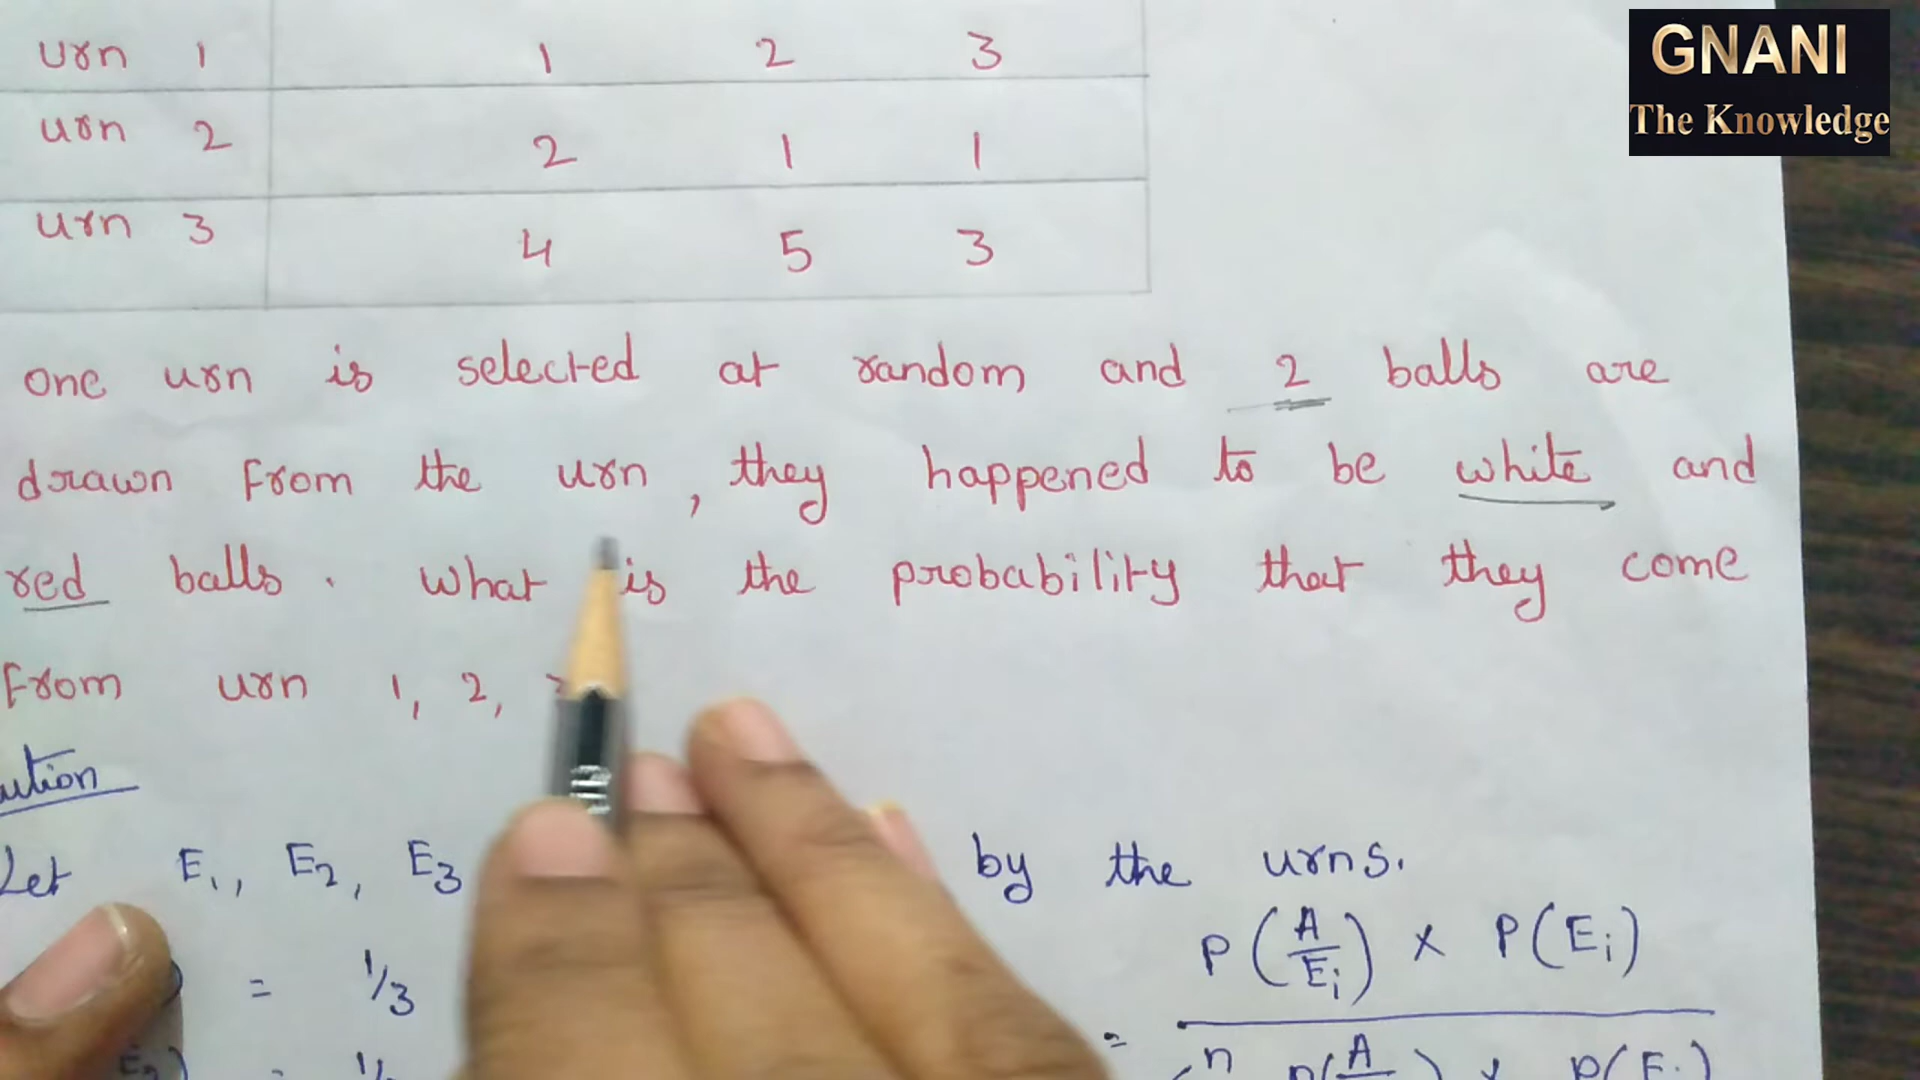 GNANI
The Knowledge
urn 1 1 2 3
urn 2 2 1 1
urn 3 4 5 3
one urn is selected at random and 2 balls are
drawn from the urn, they happened to be white and
red balls. What is the probability that they come
from urn 1, 2,
Let E1, E2, E3 by the urns.
P(A/Ei) × P(Ei)
= 1/3
=
n